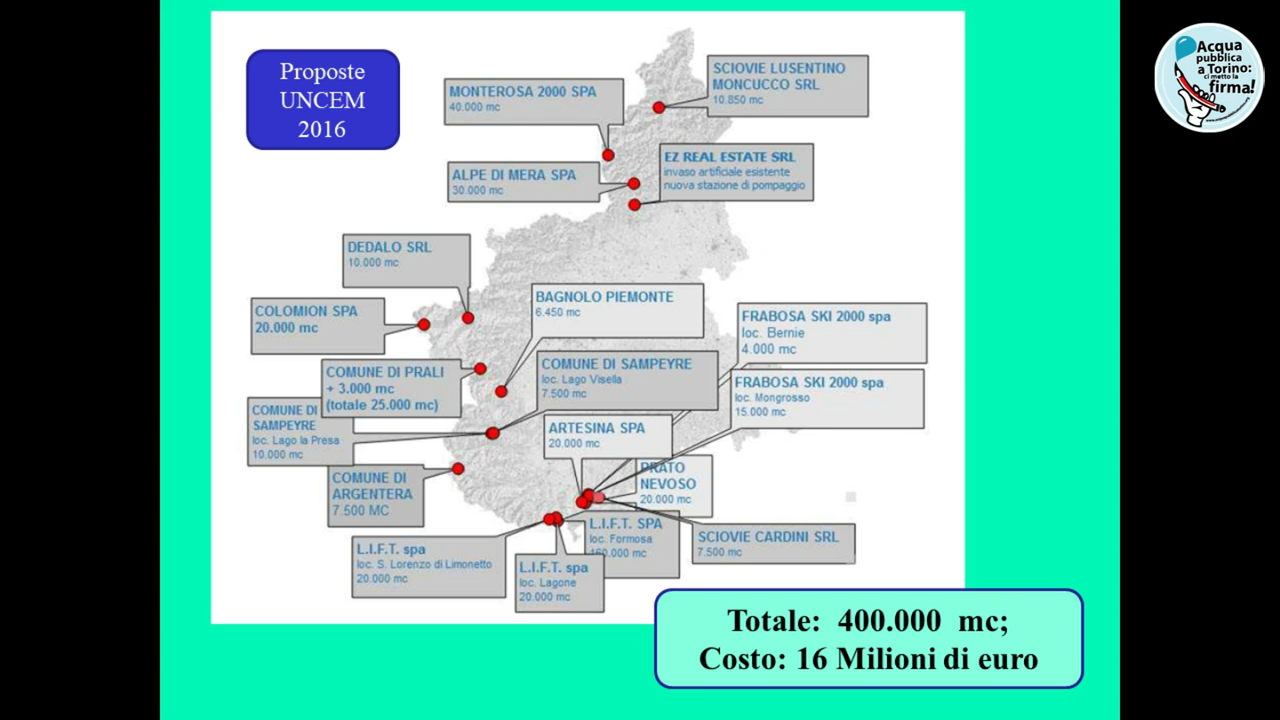 Proposte
UNCEM
2016
SCIOVIE LUSENTINO
MONCUCCO SRL
10.850 mc
MONTEROSA 2000 SPA
40.000 mc
EZ REAL ESTATE SRL
invaso artificiale esistente
nuova stazione di pompaggio
ALPE DI MERA SPA
30.000 mc
DEDALO SRL
10.000 mc
COLOMION SPA
20.000 mc
BAGNOLO PIEMONTE
6.450 mc
FRABOSA SKI 2000 spa
loc. Bernie
4.000 mc
COMUNE DI PRALI
+ 3.000 mc
(totale 25.000 mc)
COMUNE DI SAMPEYRE
loc. Lago Visella
7.500 mc
FRABOSA SKI 2000 spa
loc. Mongrosso
15.000 mc
COMUNE DI
SAMPEYRE
loc. Lago la Presa
10.000 mc
ARTESINA SPA
20.000 mc
COMUNE DI
ARGENTERA
7.500 MC
PRATO
NEVOSO
20.000 mc
L.I.F.T. SPA
loc. Formosa
160.000 mc
SCIOVIE CARDINI SRL
7.500 mc
L.I.F.T. spa
loc. S. Lorenzo di Limonetto
20.000 mc
L.I.F.T. spa
loc. Lagone
20.000 mc
Totale: 400.000 mc;
Costo: 16 Milioni di euro
Acqua
pubblica
a Torino:
ci metto la
firma!